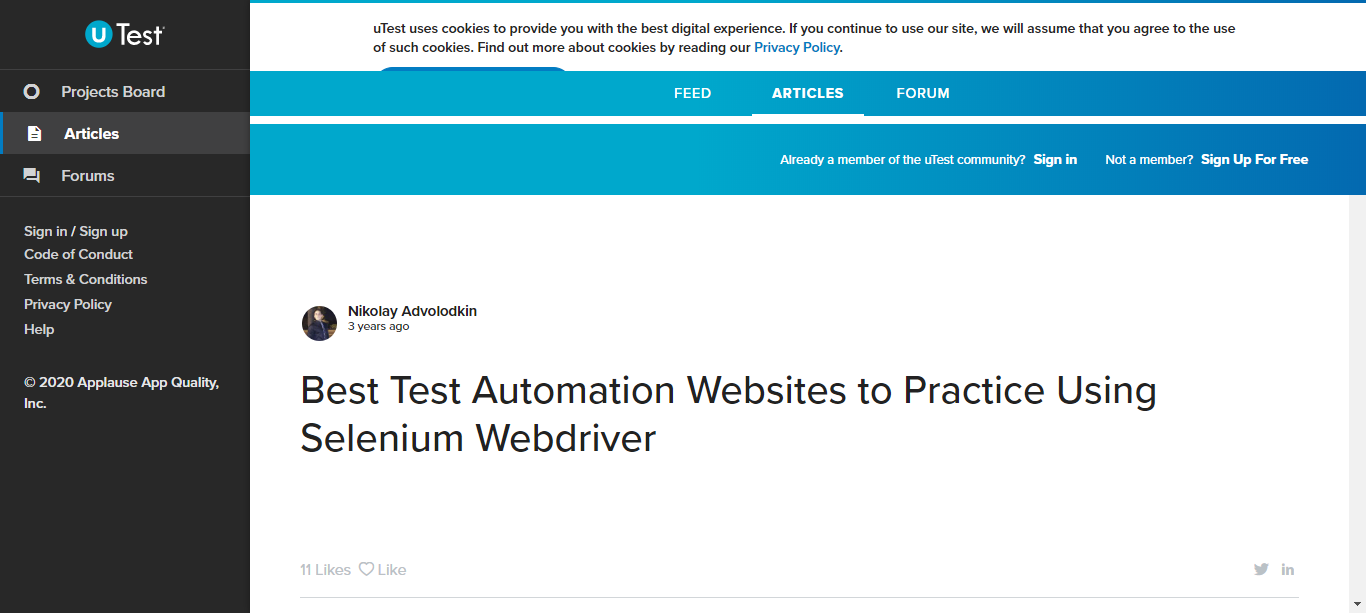 uTest
Projects Board
Articles
Forums
Sign in / Sign up
Code of Conduct
Terms & Conditions
Privacy Policy
Help
© 2020 Applause App Quality,
Inc.
uTest uses cookies to provide you with the best digital experience. If you continue to use our site, we will assume that you agree to the use
of such cookies. Find out more about cookies by reading our Privacy Policy.
FEED ARTICLES FORUM
Already a member of the uTest community? Sign in Not a member? Sign Up For Free
Nikolay Advolodkin
3 years ago
Best Test Automation Websites to Practice Using
Selenium Webdriver
11 Likes Like
in